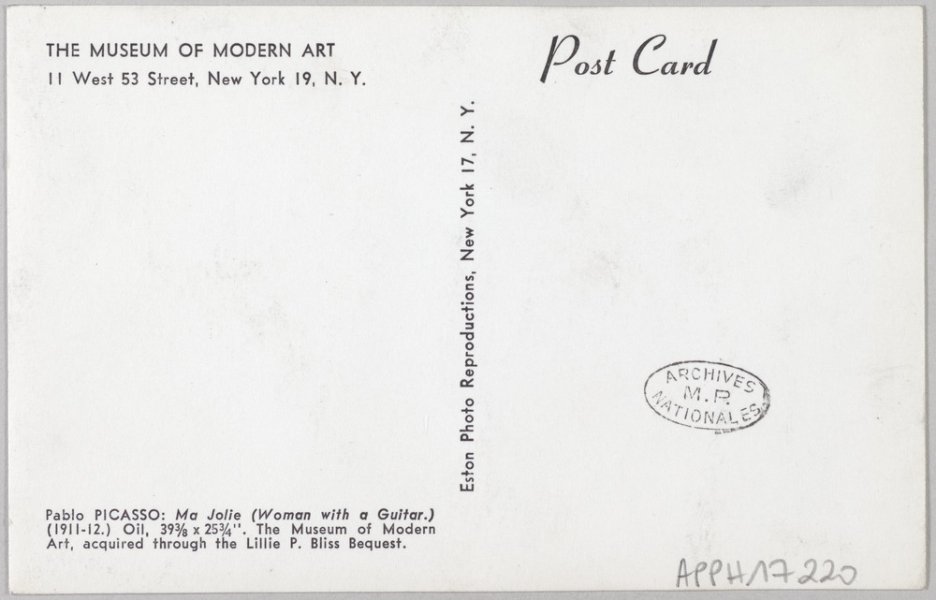 THE MUSEUM OF MODERN ART
11 West 53 Street, New York 19, N. Y.
Post Card
Eston Photo Reproductions, New York 17, N. Y.
ARCHIVES
M. P.
NATIONALES
Pablo PICASSO: Ma Jolie (Woman with a Guitar.)
(1911-12.) Oil, 39⅜ x 25¾". The Museum of Modern
Art, acquired through the Lillie P. Bliss Bequest.
APPH17220